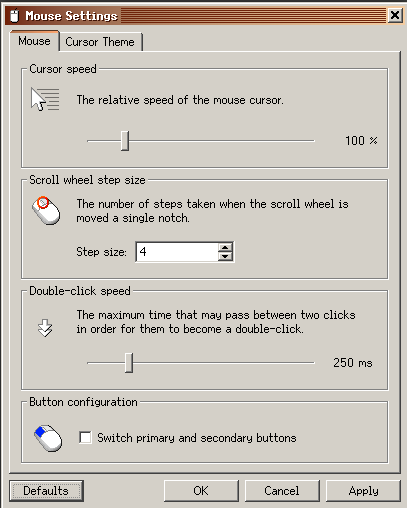 Mouse Settings
Mouse Cursor Theme
Cursor speed
The relative speed of the mouse cursor.
100 %
Scroll wheel step size
The number of steps taken when the scroll wheel is
moved a single notch.
Step size: 4
Double-click speed
The maximum time that may pass between two clicks
in order for them to become a double-click.
250 ms
Button configuration
Switch primary and secondary buttons
Defaults OK Cancel Apply